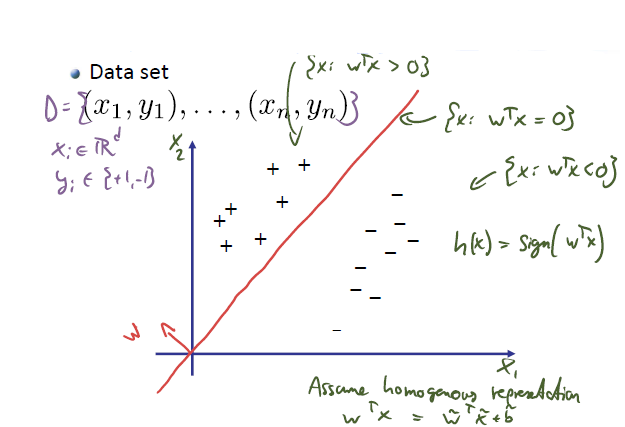 Data set
{x: wᵀx > 0}
D = {(x₁, y₁), . . . , (xₙ, yₙ)}
{x: wᵀx = 0}
xᵢ ∈ ℝᵈ
yᵢ ∈ {+1,-1}
x₂
{x: wᵀx < 0}
h(x) = sign(wᵀx)
w
x₁
Assume homogenous representation
wᵀx = w̃ᵀx̃ + b̃